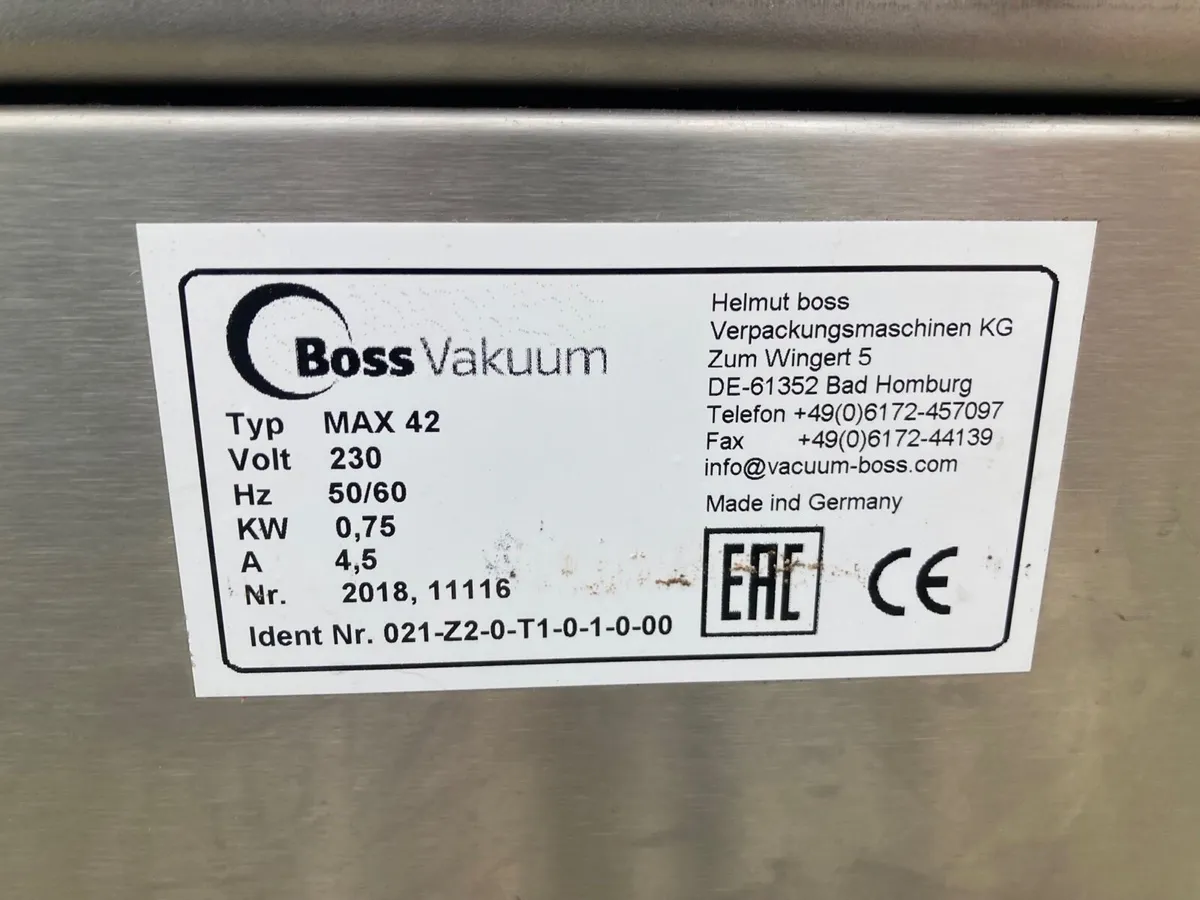 Boss Vakuum
Typ MAX 42
Volt 230
Hz 50/60
KW 0,75
A 4,5
Nr. 2018, 11116
Ident Nr. 021-Z2-0-T1-0-1-0-00
Helmut boss
Verpackungsmaschinen KG
Zum Wingert 5
DE-61352 Bad Homburg
Telefon +49(0)6172-457097
Fax +49(0)6172-44139
info@vacuum-boss.com
Made ind Germany
EAC CE